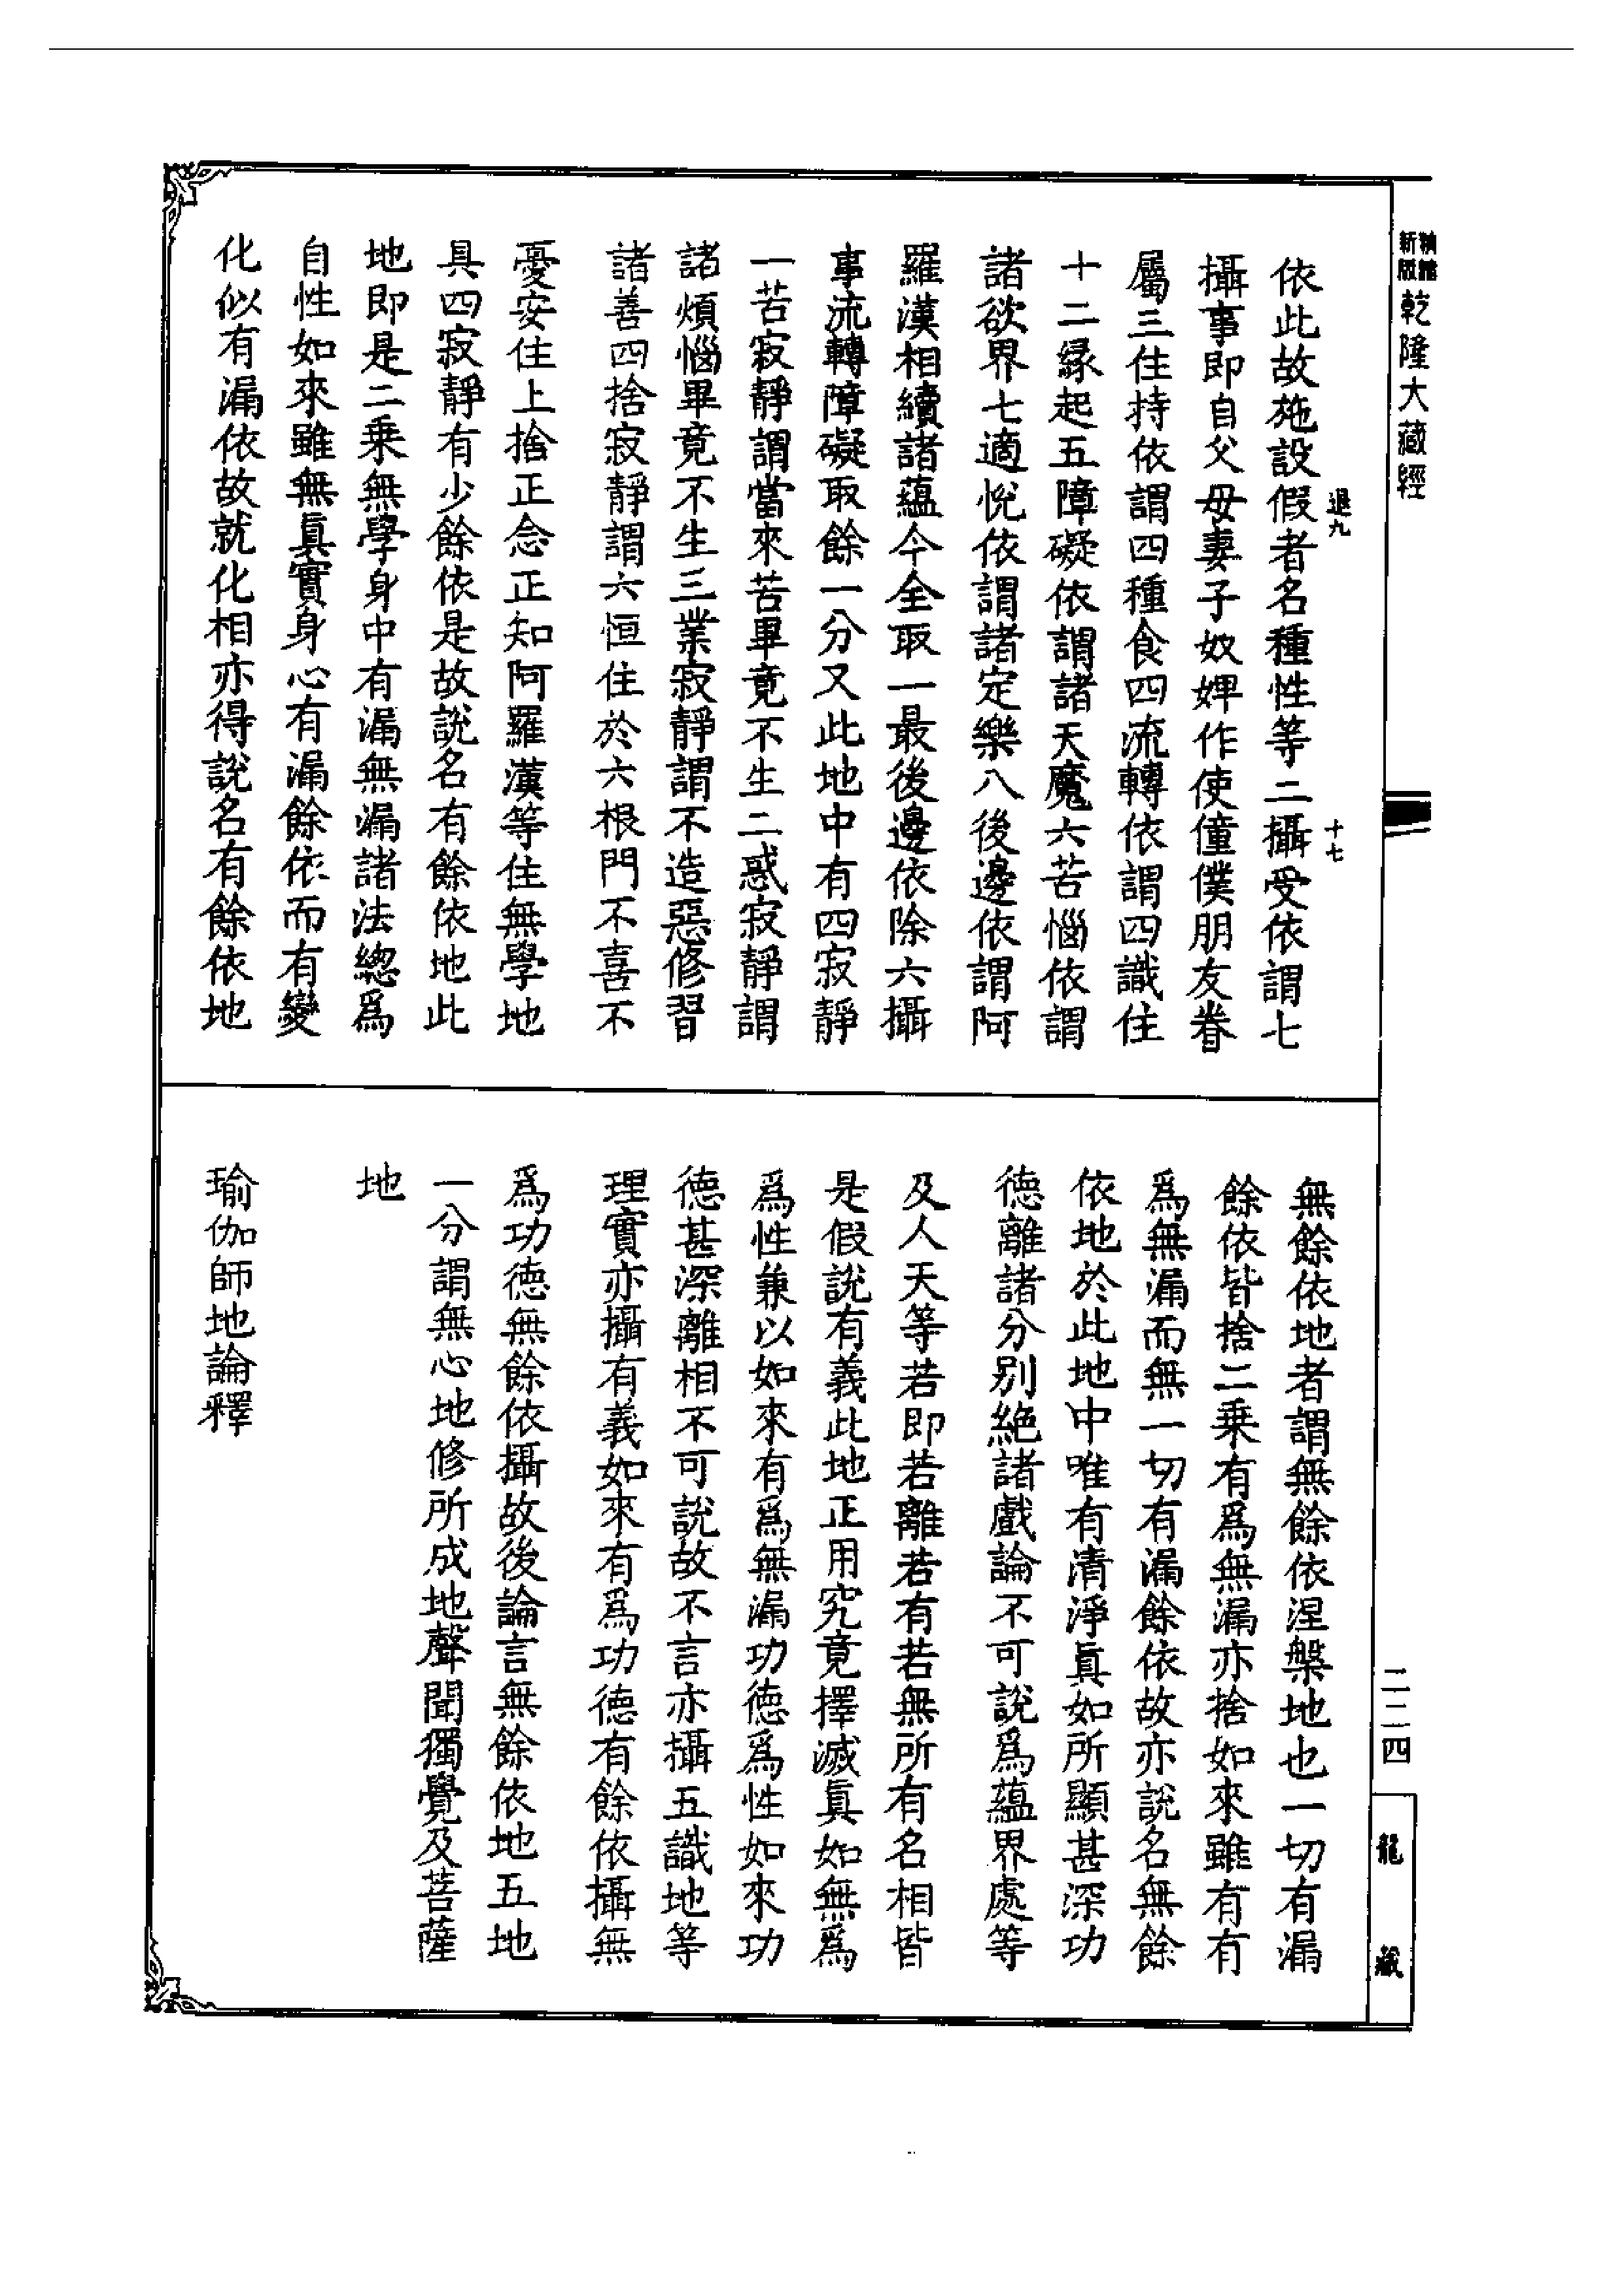 新版精體乾隆大藏經
退九
十七
依此故施設假者名種性等二攝受依謂七
攝事即自父母妻子奴婢作使僮僕朋友眷
屬三住持依謂四種食四流轉依謂四識住
十二緣起五障礙依謂諸天魔六苦惱依謂
諸欲界七適悅依謂諸定樂八後邊依謂阿
羅漢相續諸蘊今全取一最後邊依除六攝
事流轉障礙取餘一分又此地中有四寂靜
一苦寂靜謂當來苦畢竟不生二惑寂靜謂
諸煩惱畢竟不生三業寂靜謂不造惡修習
諸善四捨寂靜謂六恒住於六根門不喜不
憂安住上捨正念正知阿羅漢等住無學地
具四寂靜有少餘依是故說名有餘依地此
地即是二乘無學身中有漏無漏諸法總爲
自性如來雖無眞實身心有漏餘依而有變
化似有漏依故就化相亦得說名有餘依地
無餘依地者謂無餘依涅槃地也一切有漏
餘依皆捨二乘有爲無漏亦捨如來雖有有
爲無漏而無一切有漏餘依故亦說名無餘
依地於此地中唯有清淨眞如所顯甚深功
德離諸分别絶諸戲論不可說爲蘊界處等
及人天等若即若離若有若無所有名相皆
是假說有義此地正用究竟擇滅眞如無爲
爲性兼以如來有爲無漏功德爲性如來功
德甚深離相不可說故不言亦攝五識地等
理實亦攝有義如來有爲功德有餘依攝無
爲功德無餘依攝故後論言無餘依地五地
一分謂無心地修所成地聲聞獨覺及菩薩
地
瑜伽師地論釋
二二四
龍藏